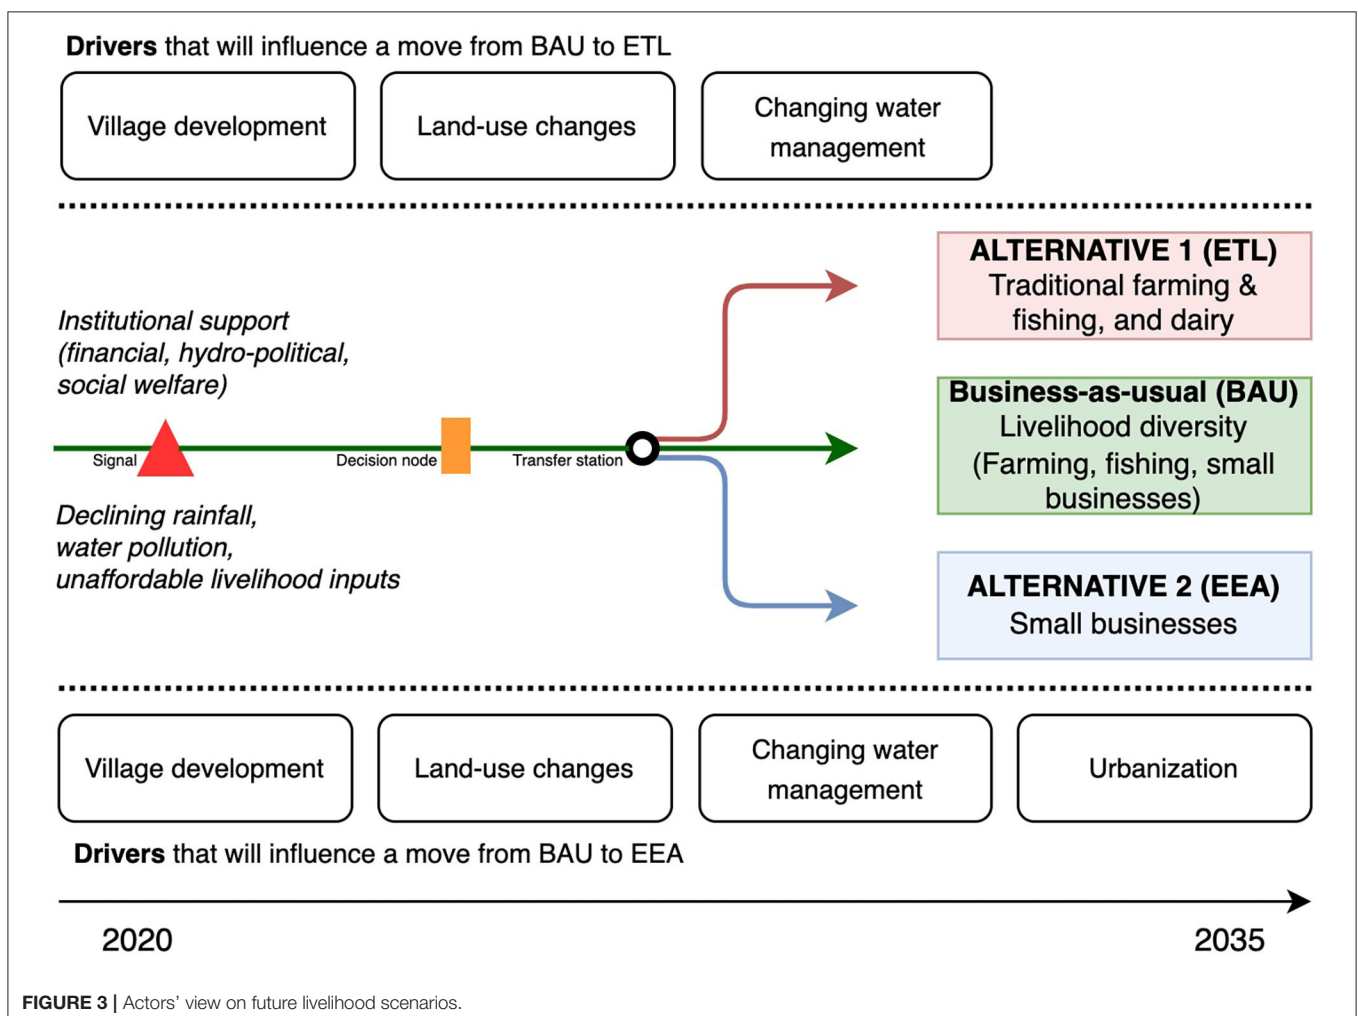 Drivers that will influence a move from BAU to ETL
Village development
Land-use changes
Changing water
management
ALTERNATIVE 1 (ETL)
Traditional farming &
fishing, and dairy
Institutional support
(financial, hydro-political,
social welfare)
Business-as-usual (BAU)
Livelihood diversity
(Farming, fishing, small
businesses)
Signal
Decision node
Transfer station
Declining rainfall,
water pollution,
unaffordable livelihood inputs
ALTERNATIVE 2 (EEA)
Small businesses
Village development
Land-use changes
Changing water
management
Urbanization
Drivers that will influence a move from BAU to EEA
2020
2035
FIGURE 3 | Actors' view on future livelihood scenarios.